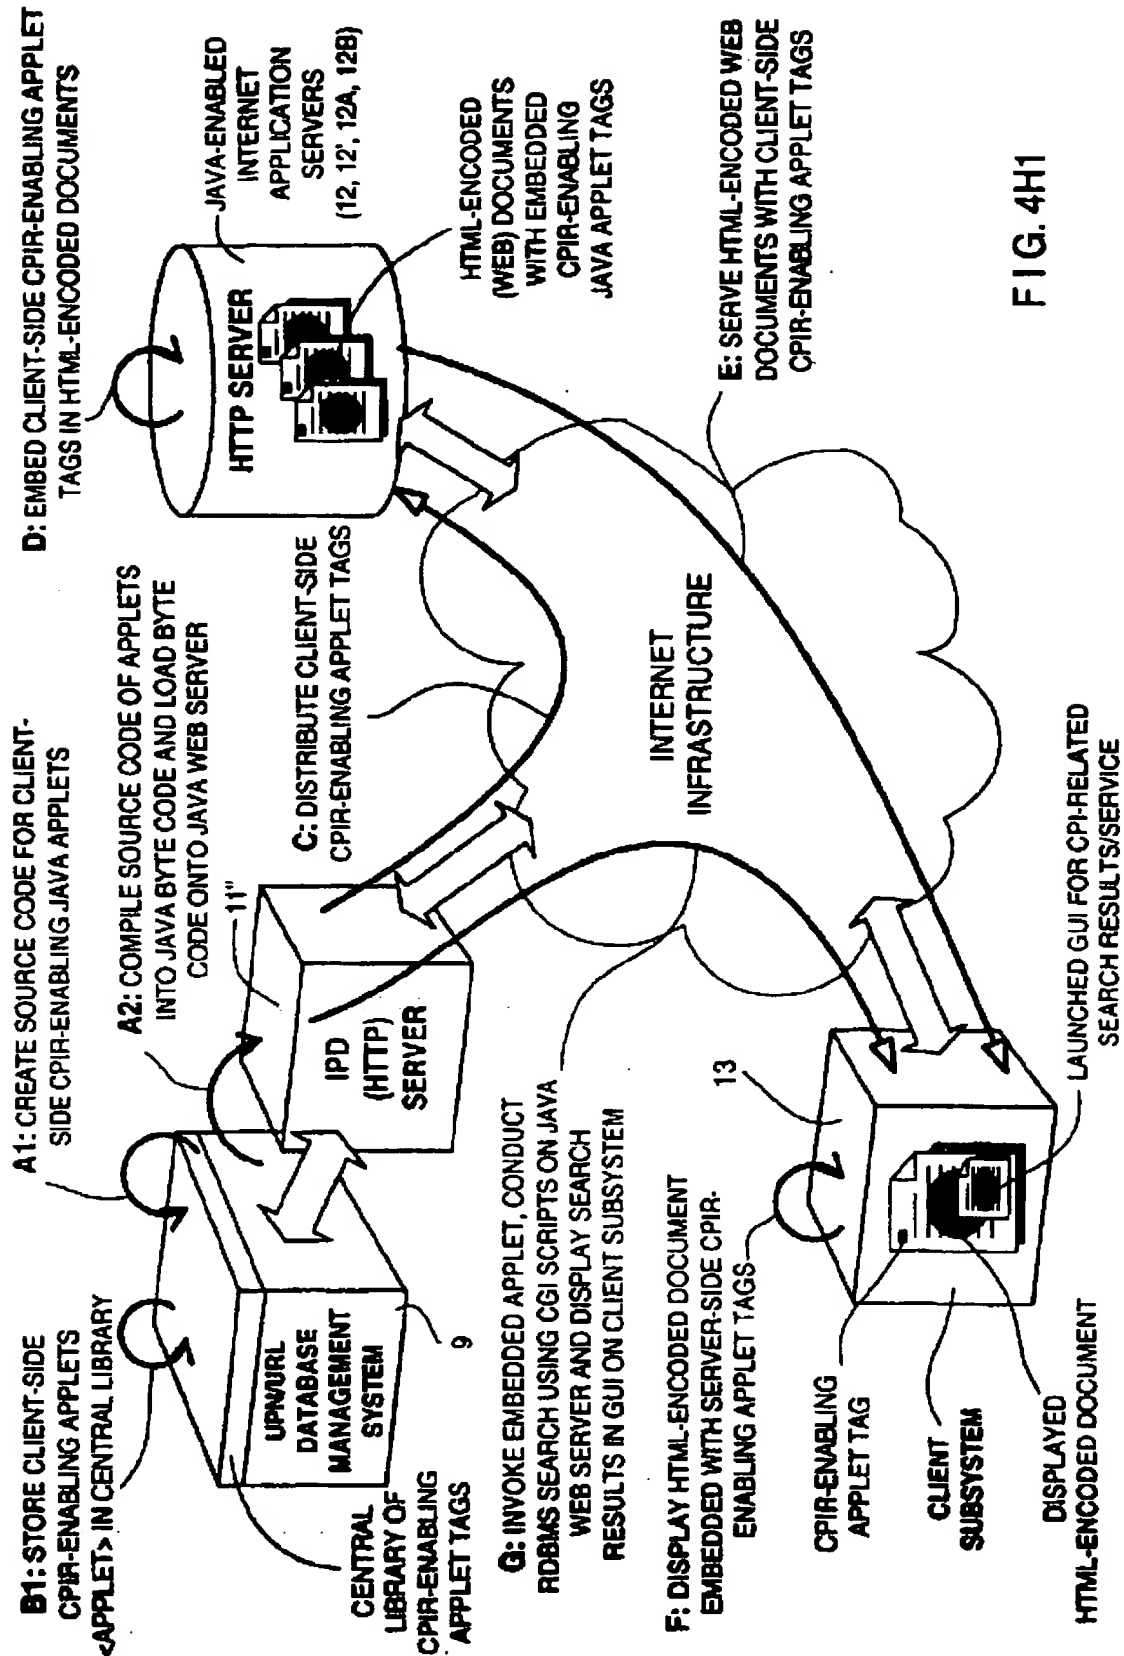 B1: STORE CLIENT-SIDE
CPIR-ENABLING APPLETS
<APPLET> IN CENTRAL LIBRARY
A1: CREATE SOURCE CODE FOR CLIENT-
SIDE CPIR-ENABLING JAVA APPLETS
A2: COMPILE SOURCE CODE OF APPLETS
INTO JAVA BYTE CODE AND LOAD BYTE
CODE ONTO JAVA WEB SERVER
D: EMBED CLIENT-SIDE CPIR-ENABLING APPLET
TAGS IN HTML-ENCODED DOCUMENTS
JAVA-ENABLED
INTERNET
APPLICATION
SERVERS
(12, 12', 12A, 12B)
HTTP SERVER
HTML-ENCODED
(WEB) DOCUMENTS
WITH EMBEDDED
CPIR-ENABLING
JAVA APPLET TAGS
C: DISTRIBUTE CLIENT-SIDE
CPIR-ENABLING APPLET TAGS
11"
IPD
(HTTP)
SERVER
UPN/URL
DATABASE
MANAGEMENT
SYSTEM
9
CENTRAL
LIBRARY OF
CPIR-ENABLING
APPLET TAGS
G: INVOKE EMBEDDED APPLET, CONDUCT
RDBMS SEARCH USING CGI SCRIPTS ON JAVA
WEB SERVER AND DISPLAY SEARCH
RESULTS IN GUI ON CLIENT SUBSYSTEM
INTERNET
INFRASTRUCTURE
E: SERVE HTML-ENCODED WEB
DOCUMENTS WITH CLIENT-SIDE
CPIR-ENABLING APPLET TAGS
F: DISPLAY HTML-ENCODED DOCUMENT
EMBEDDED WITH SERVER-SIDE CPIR-
ENABLING APPLET TAGS
13
CPIR-ENABLING
APPLET TAG
CLIENT
SUBSYSTEM
DISPLAYED
HTML-ENCODED DOCUMENT
LAUNCHED GUI FOR CPI-RELATED
SEARCH RESULTS/SERVICE
FIG. 4H1